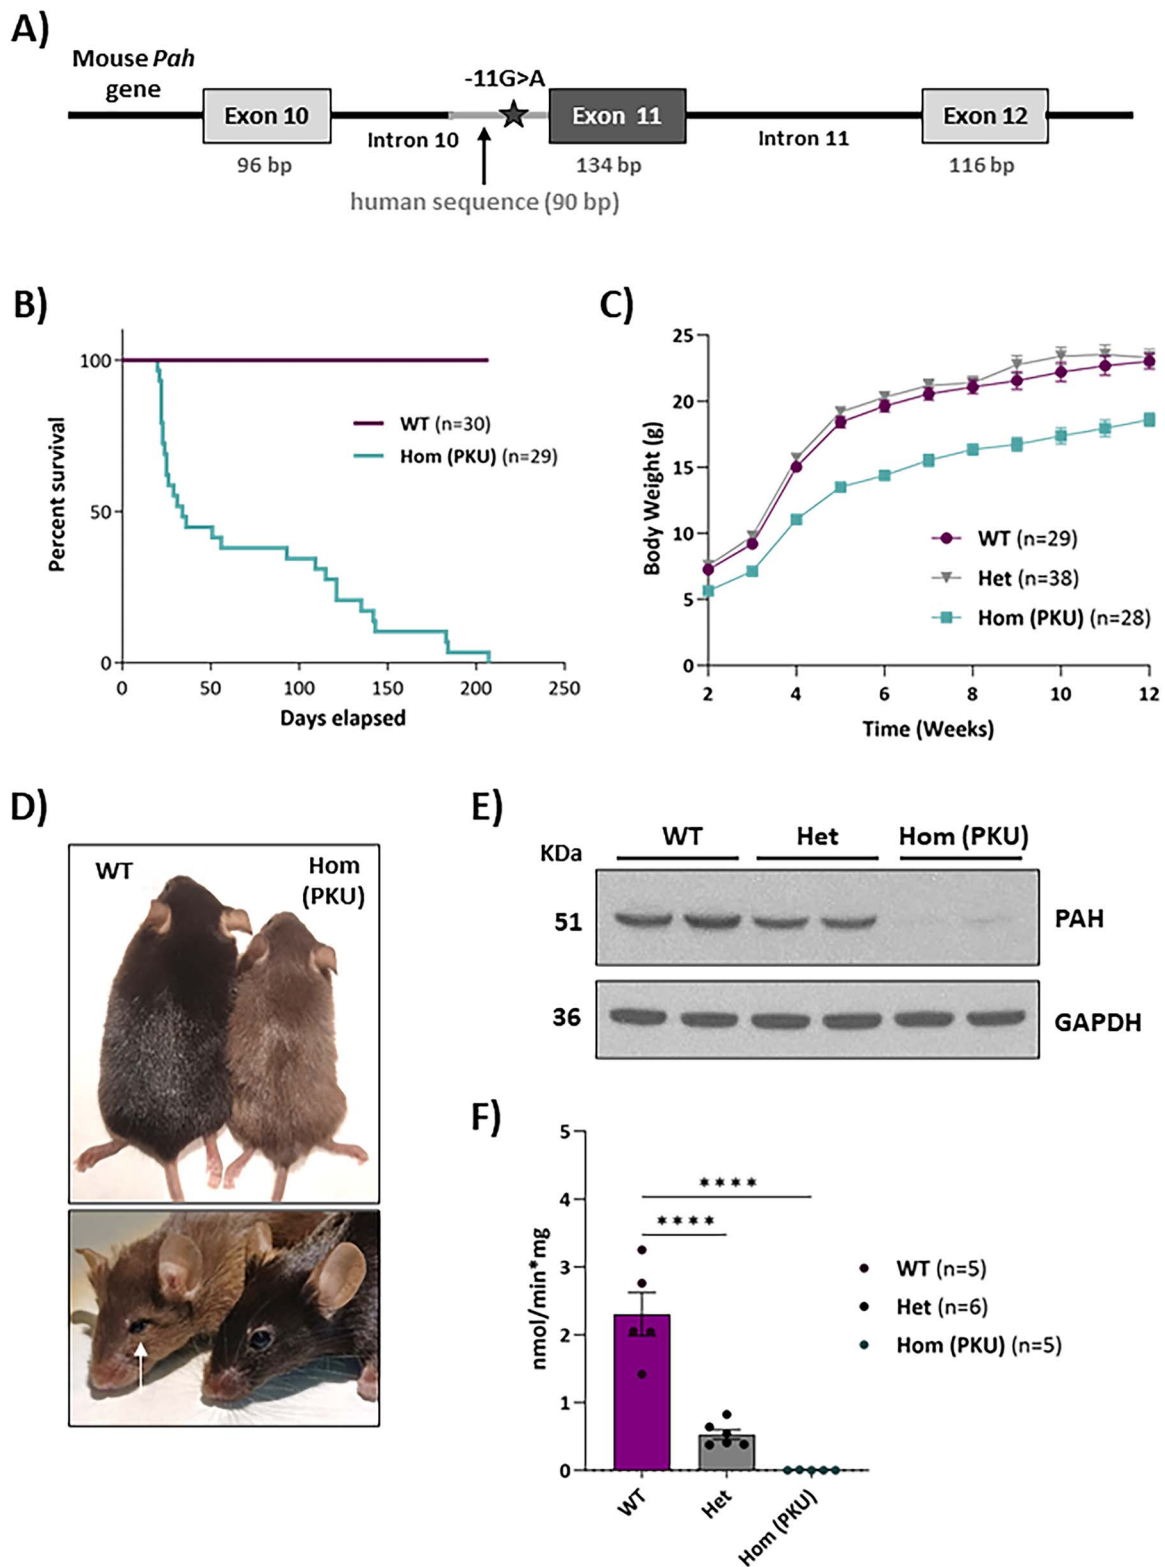 A)
Mouse Pah
gene
-11G>A
Exon 10
Exon 11
Exon 12
Intron 10
Intron 11
96 bp
134 bp
116 bp
human sequence (90 bp)
B)
Percent survival
100
50
0
WT (n=30)
Hom (PKU) (n=29)
0 50 100 150 200 250
Days elapsed
C)
Body Weight (g)
25
20
15
10
5
0
WT (n=29)
Het (n=38)
Hom (PKU) (n=28)
2 4 6 8 10 12
Time (Weeks)
D)
WT
Hom
(PKU)
E)
KDa
WT Het Hom (PKU)
51
PAH
36
GAPDH
F)
nmol/min*mg
5
4
3
2
1
0
****
****
WT (n=5)
Het (n=6)
Hom (PKU) (n=5)
WT
Het
Hom (PKU)